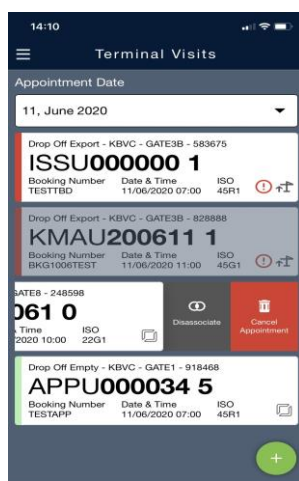 14:10
Terminal Visits
Appointment Date
11, June 2020
Drop Off Export - KBVC - GATE3B - 583675
ISSU000000 1
Booking Number Date & Time ISO
TESTTBD 11/06/2020 07:00 45R1
Drop Off Export - KBVC - GATE3B - 828888
KMAU200611 1
Booking Number Date & Time ISO
BKG1006TEST 11/06/2020 11:00 45G1
GATE8 - 248598
061 0
Time ISO
2020 10:00 22G1
Disassociate
Cancel
Appointment
Drop Off Empty - KBVC - GATE1 - 918468
APPU000034 5
Booking Number Date & Time ISO
TESTAPP 11/06/2020 07:00 45R1